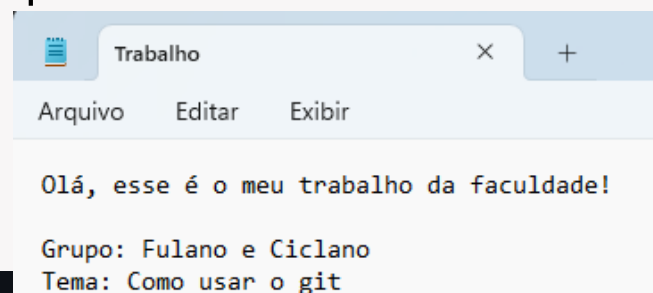 Trabalho
Arquivo Editar Exibir
Olá, esse é o meu trabalho da faculdade!
Grupo: Fulano e Ciclano
Tema: Como usar o git